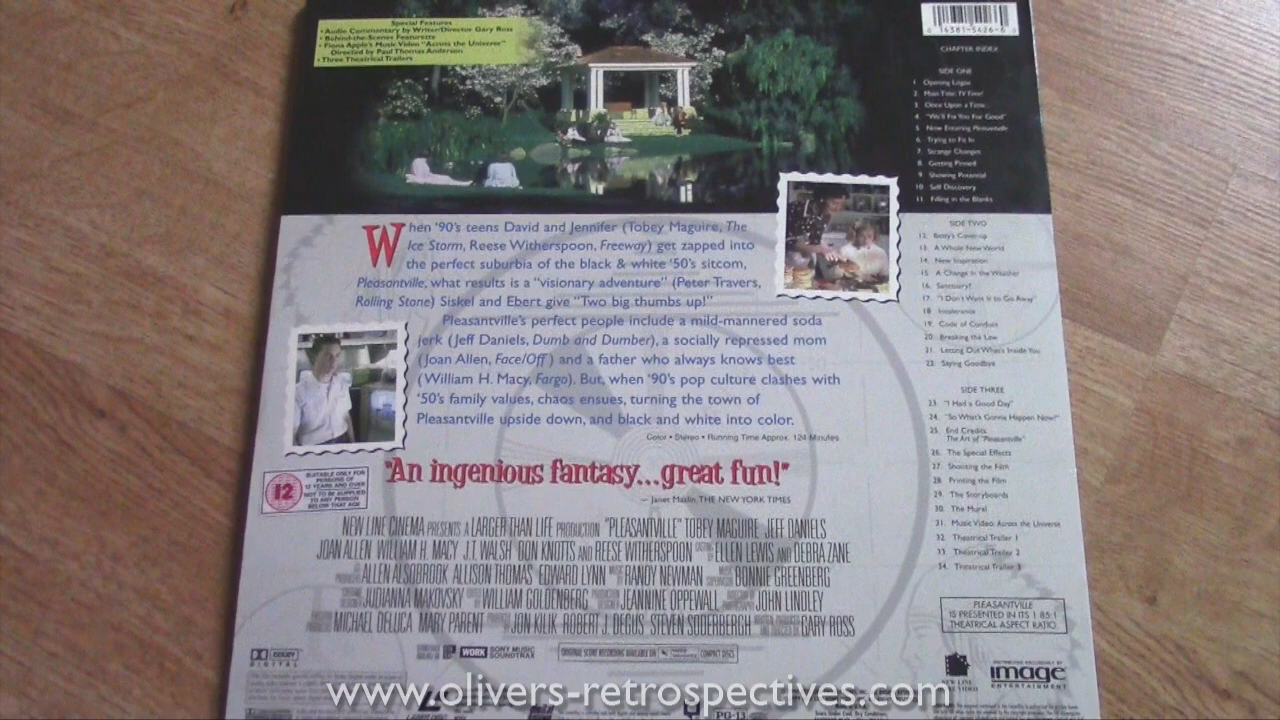 Special Features
• Audio Commentary by Writer/Director Gary Ross
• Behind-the-Scenes Featurette
• Fiona Apple's Music Video "Across the Universe"
Directed by Paul Thomas Anderson
• Three Theatrical Trailers
When '90's teens David and Jennifer (Tobey Maguire, The
Ice Storm, Reese Witherspoon, Freeway) get zapped into
the perfect suburbia of the black & white '50's sitcom,
Pleasantville, what results is a "visionary adventure" (Peter Travers,
Rolling Stone) Siskel and Ebert give "Two big thumbs up!"
Pleasantville's perfect people include a mild-mannered soda
jerk (Jeff Daniels, Dumb and Dumber), a socially repressed mom
(Joan Allen, Face/Off ) and a father who always knows best
(William H. Macy, Fargo). But, when '90's pop culture clashes with
'50's family values, chaos ensues, turning the town of
Pleasantville upside down, and black and white into color.
Color • Stereo • Running Time Approx. 124 Minutes
"An ingenious fantasy...great fun!"
— Janet Maslin, THE NEW YORK TIMES
12
SUITABLE ONLY FOR
PERSONS OF
12 YEARS AND OVER
NOT TO BE SUPPLIED
TO ANY PERSON
BELOW THAT AGE
NEW LINE CINEMA PRESENTS A LARGER THAN LIFE PRODUCTION "PLEASANTVILLE" TOBEY MAGUIRE JEFF DANIELS
JOAN ALLEN WILLIAM H. MACY J.T. WALSH DON KNOTTS AND REESE WITHERSPOON CASTING BY ELLEN LEWIS AND DEBRA ZANE
ALLEN ALSOBROOK ALLISON THOMAS EDWARD LYNN MUSIC BY RANDY NEWMAN MUSIC SUPERVISION BONNIE GREENBERG
JUDIANNA MAKOVSKY WILLIAM GOLDENBERG JEANNINE OPPEWALL JOHN LINDLEY
MICHAEL DELUCA MARY PARENT JON KILIK ROBERT J. DEGUS STEVEN SODERBERGH GARY ROSS
WORK SONY MUSIC SOUNDTRAX
ORIGINAL SCORE RECORDING AVAILABLE ON COMPACT DISCS
DOLBY
DIGITAL
PG-13
CHAPTER INDEX
SIDE ONE
1. Opening Logos
2. Main Title: TV Time!
3. Once Upon a Time...
4. "We'll Fix You For Good"
5. Now Entering Pleasantville
6. Trying to Fit In
7. Strange Changes
8. Getting Pinned
9. Showing Potential
10. Self Discovery
11. Filling in the Blanks
SIDE TWO
12. Betty's Cover-up
13. A Whole New World
14. New Inspiration
15. A Change in the Weather
16. Sanctuary?
17. "I Don't Want It to Go Away"
18. Intolerance
19. Code of Conduct
20. Breaking the Law
21. Letting Out What's Inside You
22. Saying Goodbye
SIDE THREE
23. "I Had a Good Day"
24. "So What's Gonna Happen Now?"
25. End Credits
The Art of "Pleasantville"
26. The Special Effects
27. Shooting the Film
28. Printing the Film
29. The Storyboards
30. The Mural
31. Music Video: Across the Universe
32. Theatrical Trailer 1
33. Theatrical Trailer 2
34. Theatrical Trailer 3
PLEASANTVILLE
IS PRESENTED IN ITS 1.85:1
THEATRICAL ASPECT RATIO.
NEW LINE
DISTRIBUTED EXCLUSIVELY BY
image
ENTERTAINMENT
www.olivers-retrospectives.com